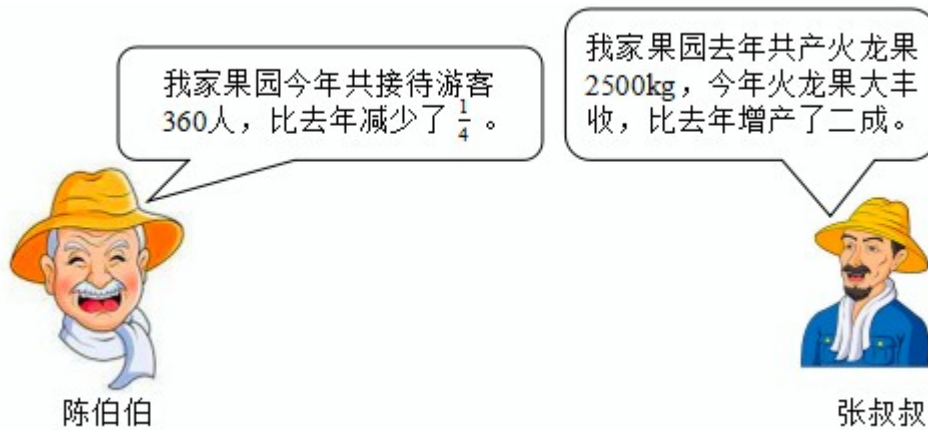 我家果园今年共接待游客
360人，比去年减少了 1/4 。
我家果园去年共产火龙果
2500kg，今年火龙果大丰
收，比去年增产了二成。
陈伯伯
张叔叔